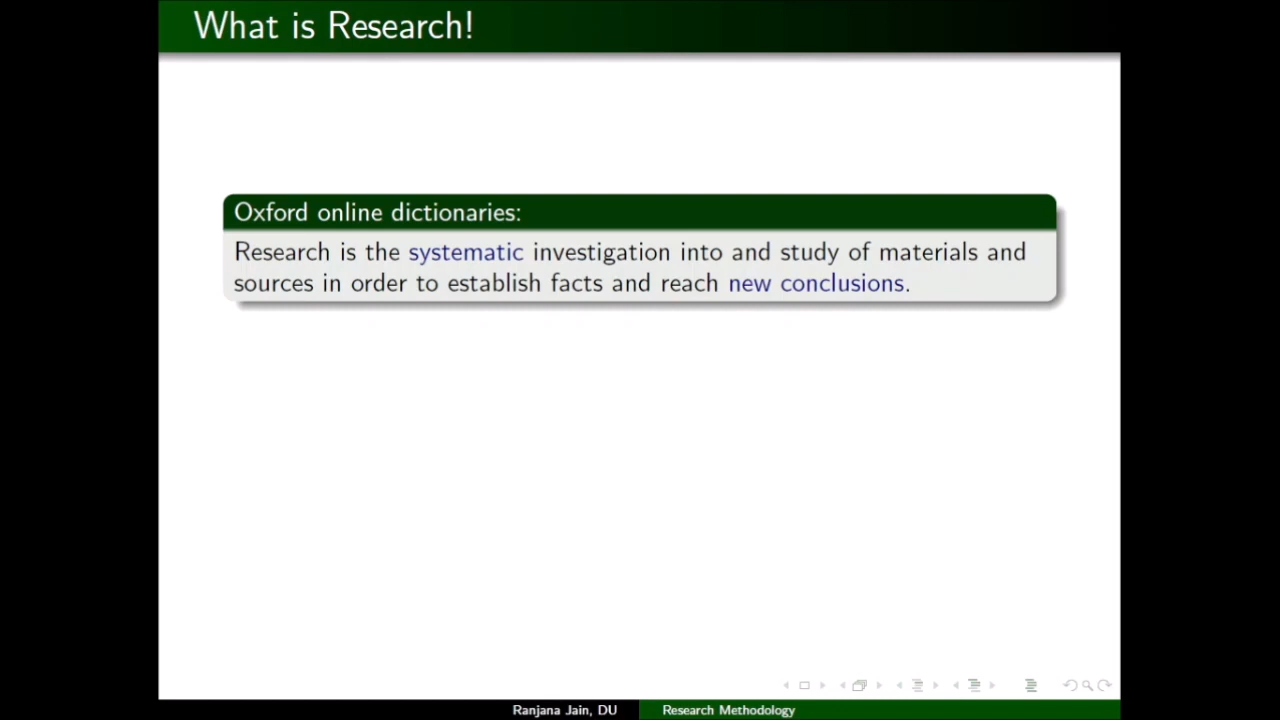 What is Research!
Oxford online dictionaries:
Research is the systematic investigation into and study of materials and
sources in order to establish facts and reach new conclusions.
Ranjana Jain, DU
Research Methodology